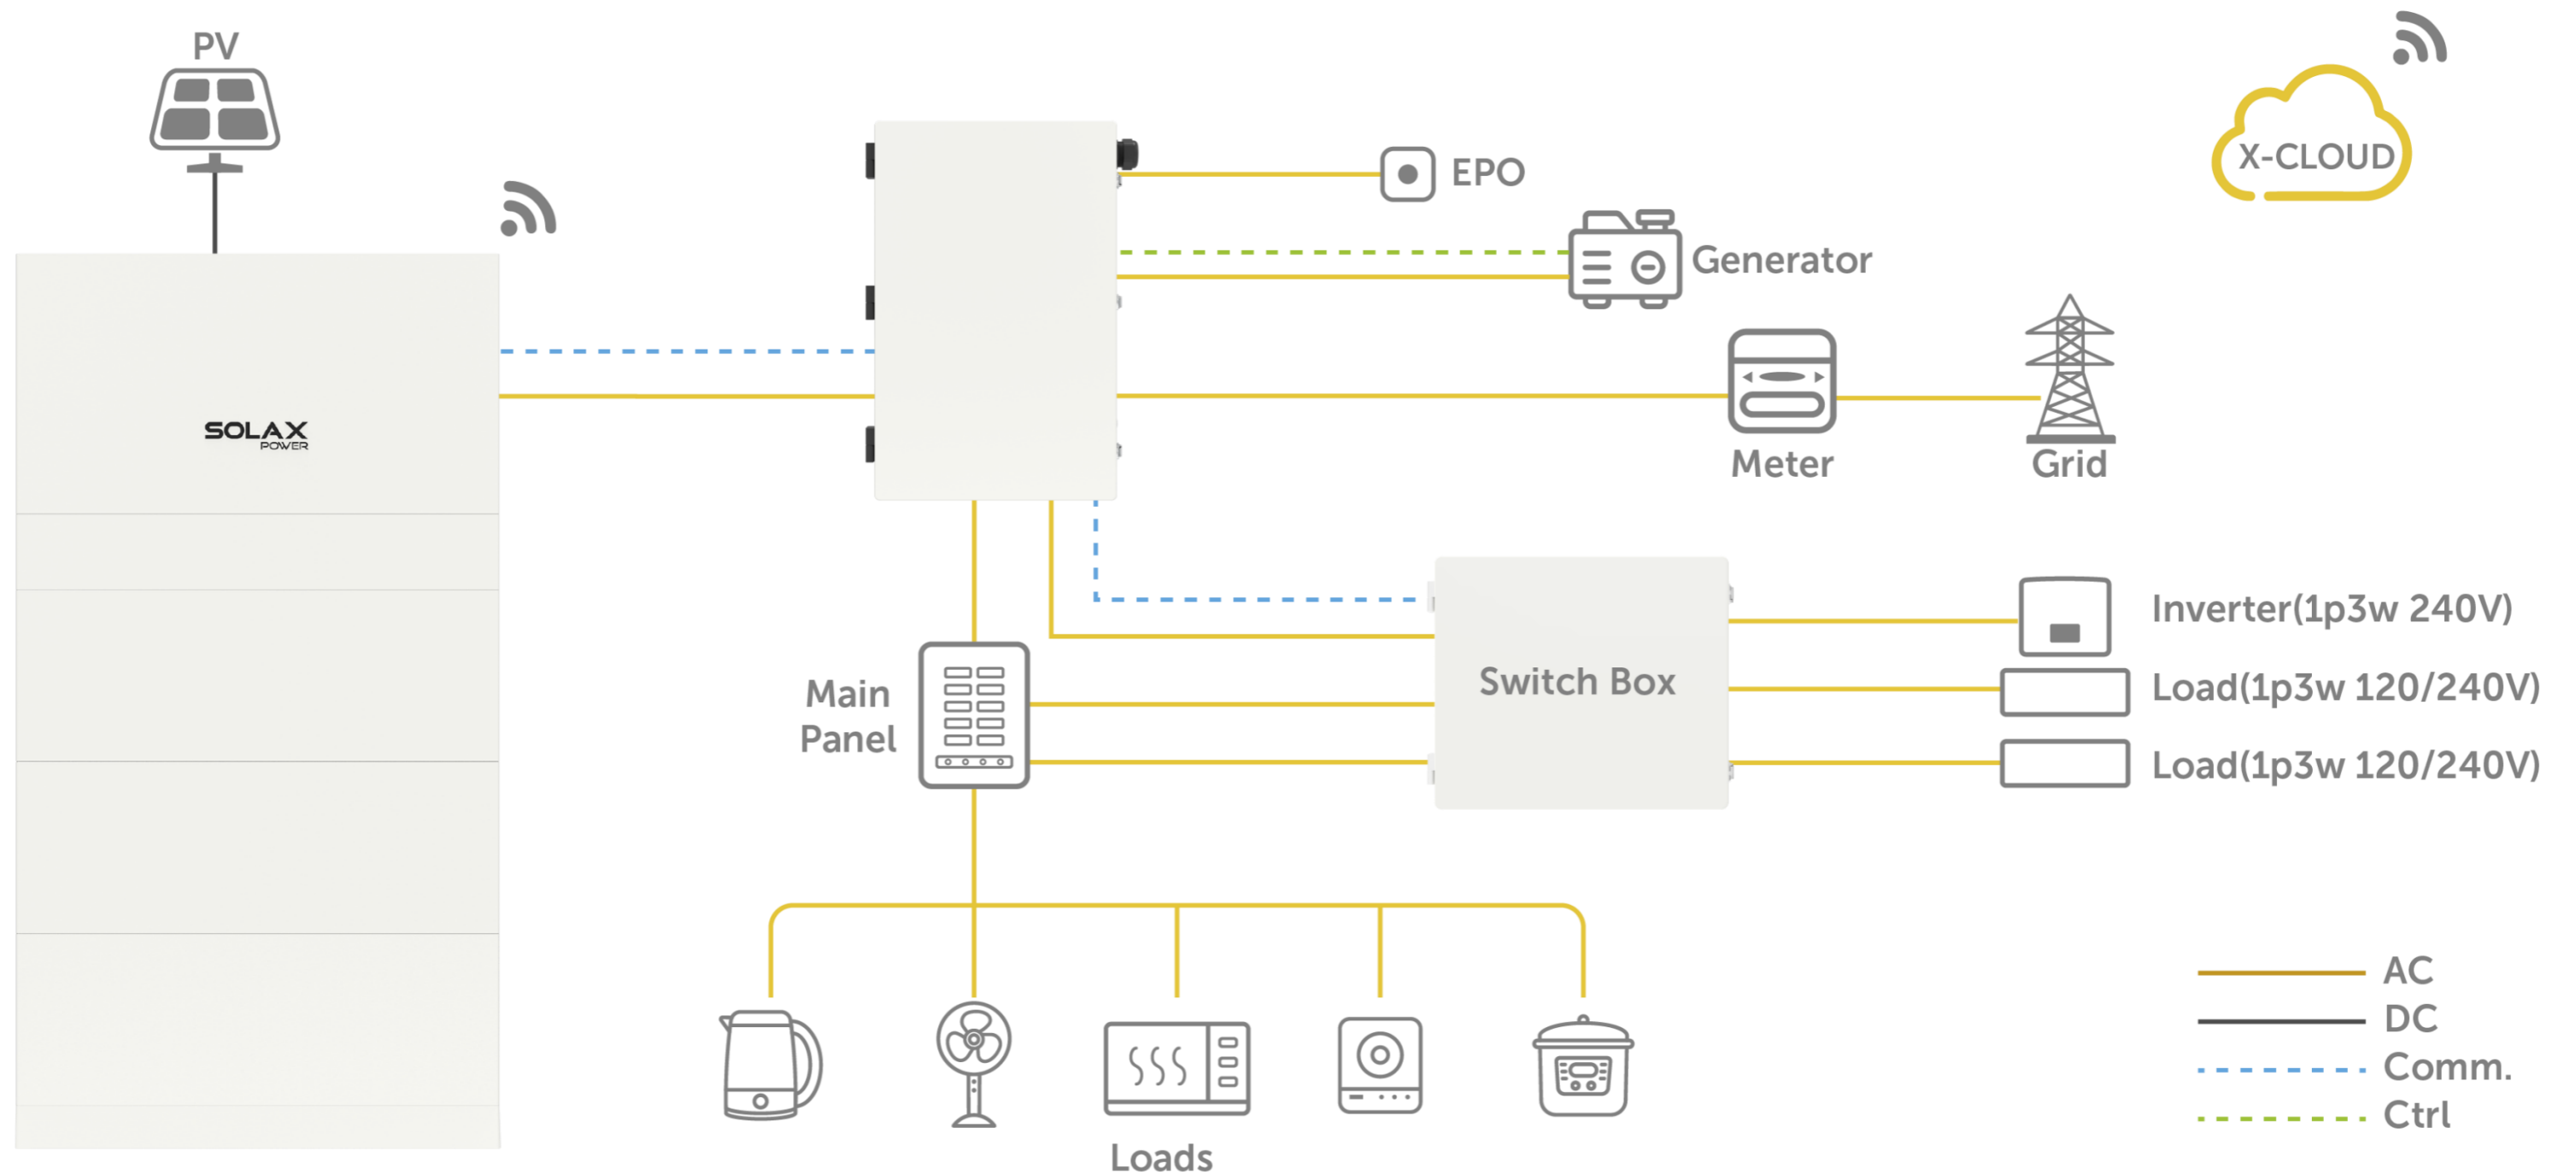 PV
X-CLOUD
EPO
Generator
SOLAX
POWER
Meter
Grid
Main
Panel
Switch Box
Inverter(1p3w 240V)
Load(1p3w 120/240V)
Load(1p3w 120/240V)
Loads
AC
DC
Comm.
Ctrl